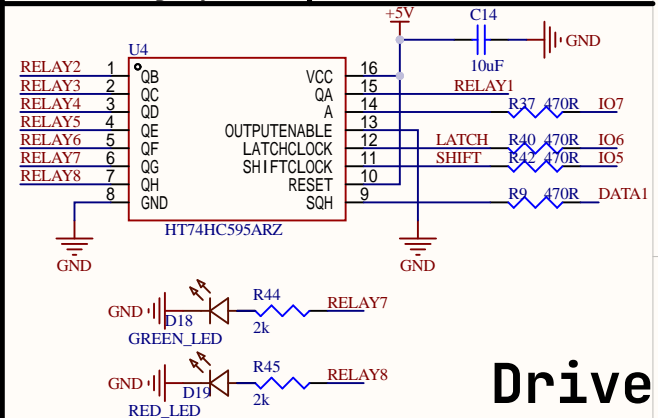 +5V
C14
GND
10uF
U4
RELAY2 1 QB VCC 16
RELAY3 2 QC QA 15 RELAY1
RELAY4 3 QD A 14 R37 470R IO7
RELAY5 4 QE OUTPUTENABLE 13
RELAY6 5 QF LATCHCLOCK 12 LATCH R40 470R IO6
RELAY7 6 QG SHIFTCLOCK 11 SHIFT R42 470R IO5
RELAY8 7 QH RESET 10
8 GND SQH 9 R9 470R DATA1
HT74HC595ARZ
GND
GND
R44
GND RELAY7
D18 2k
GREEN_LED
R45
GND RELAY8
D19 2k
RED_LED
Drive